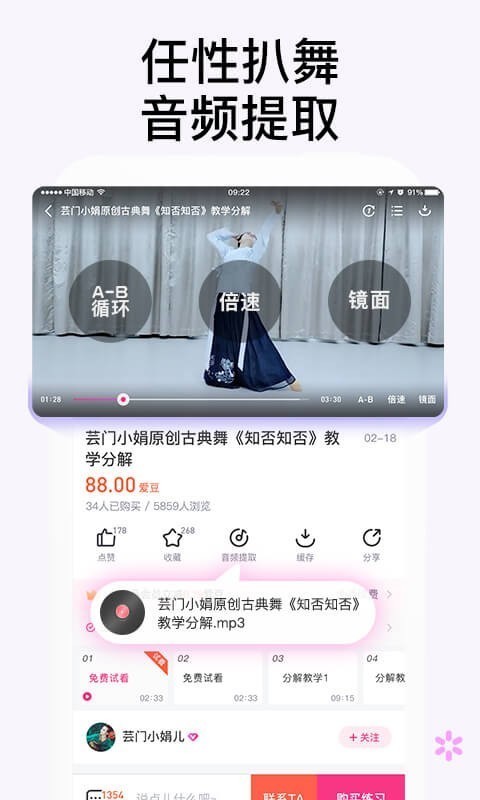 任性扒舞
音频提取
中国移动 09:22 91%
芸门小娟原创古典舞《知否知否》教学分解
A-B 循环
倍速
镜面
01:28 03:30 A-B 倍速 镜面
芸门小娟原创古典舞《知否知否》教
学分解
02-18
88.00 爱豆
34人已购买 / 5859人浏览
178 268
点赞 收藏 音频提取 缓存 分享
费
芸门小娟原创古典舞《知否知否》
教学分解.mp3
01 试看 02 03 04
免费试看 免费试看 分解教学1 分解
02:33 02:33 09:15
芸门小娟儿
+ 关注
1354 说点儿什么吧~ 联系TA 购买练习